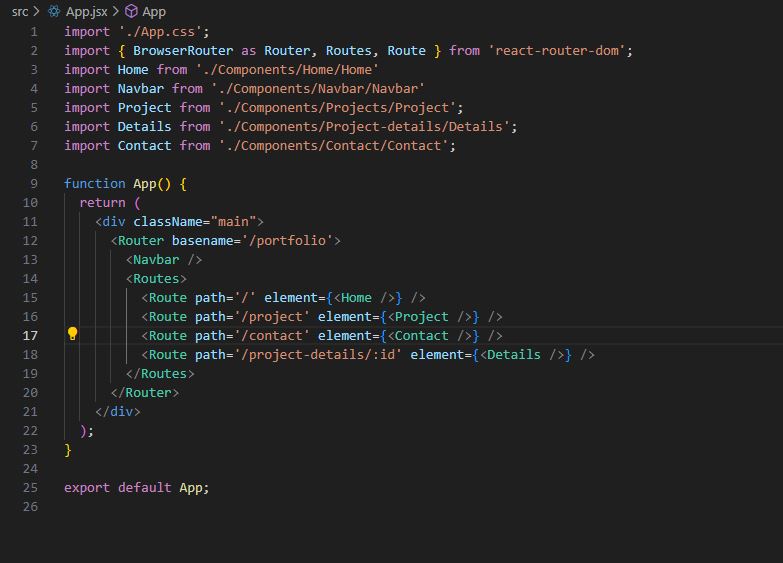 src > App.jsx > App
1 import './App.css';
2 import { BrowserRouter as Router, Routes, Route } from 'react-router-dom';
3 import Home from './Components/Home/Home'
4 import Navbar from './Components/Navbar/Navbar'
5 import Project from './Components/Projects/Project';
6 import Details from './Components/Project-details/Details';
7 import Contact from './Components/Contact/Contact';
8
9 function App() {
10   return (
11     <div className="main">
12       <Router basename='/portfolio'>
13         <Navbar />
14         <Routes>
15           <Route path='/' element={<Home />} />
16           <Route path='/project' element={<Project />} />
17           <Route path='/contact' element={<Contact />} />
18           <Route path='/project-details/:id' element={<Details />} />
19         </Routes>
20       </Router>
21     </div>
22   );
23 }
24
25 export default App;
26